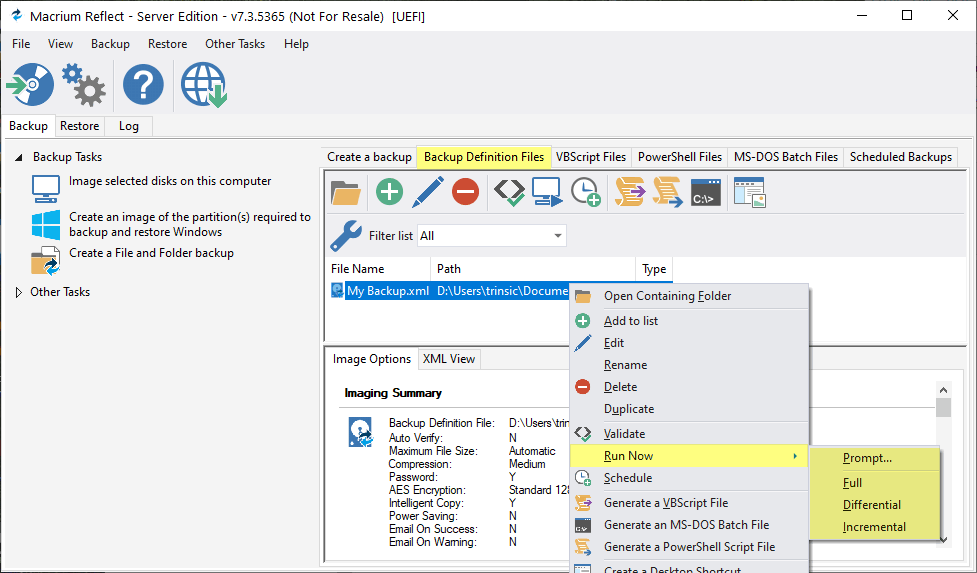 Macrium Reflect - Server Edition - v7.3.5365 (Not For Resale) [UEFI]
File View Backup Restore Other Tasks Help
Backup Restore Log
Backup Tasks
Image selected disks on this computer
Create an image of the partition(s) required to
backup and restore Windows
Create a File and Folder backup
Other Tasks
Create a backup Backup Definition Files VBScript Files PowerShell Files MS-DOS Batch Files Scheduled Backups
C:\>
Filter list All
File Name Path Type
My Backup.xml D:\Users\trinsic\Docume
Open Containing Folder
Add to list
Edit
Rename
Delete
Duplicate
Validate
Run Now
Schedule
Generate a VBScript File
Generate an MS-DOS Batch File
Generate a PowerShell Script File
Create a Desktop Shortcut
Prompt...
Full
Differential
Incremental
Image Options XML View
Imaging Summary
Backup Definition File: D:\Users\trin
Auto Verify: N
Maximum File Size: Automatic
Compression: Medium
Password: Y
AES Encryption: Standard 128
Intelligent Copy: Y
Power Saving: N
Email On Success: N
Email On Warning: N